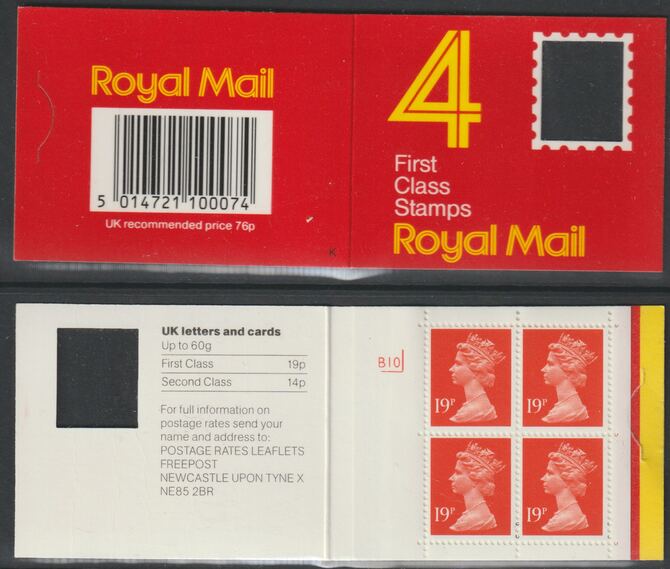 Royal Mail
5 014721 100074
UK recommended price 76p
K
4
First
Class
Stamps
Royal Mail
UK letters and cards
Up to 60g
First Class 19p
Second Class 14p
For full information on
postage rates send your
name and address to:
POSTAGE RATES LEAFLETS
FREEPOST
NEWCASTLE UPON TYNE X
NE85 2BR
B10
19P
19P
19P
19P